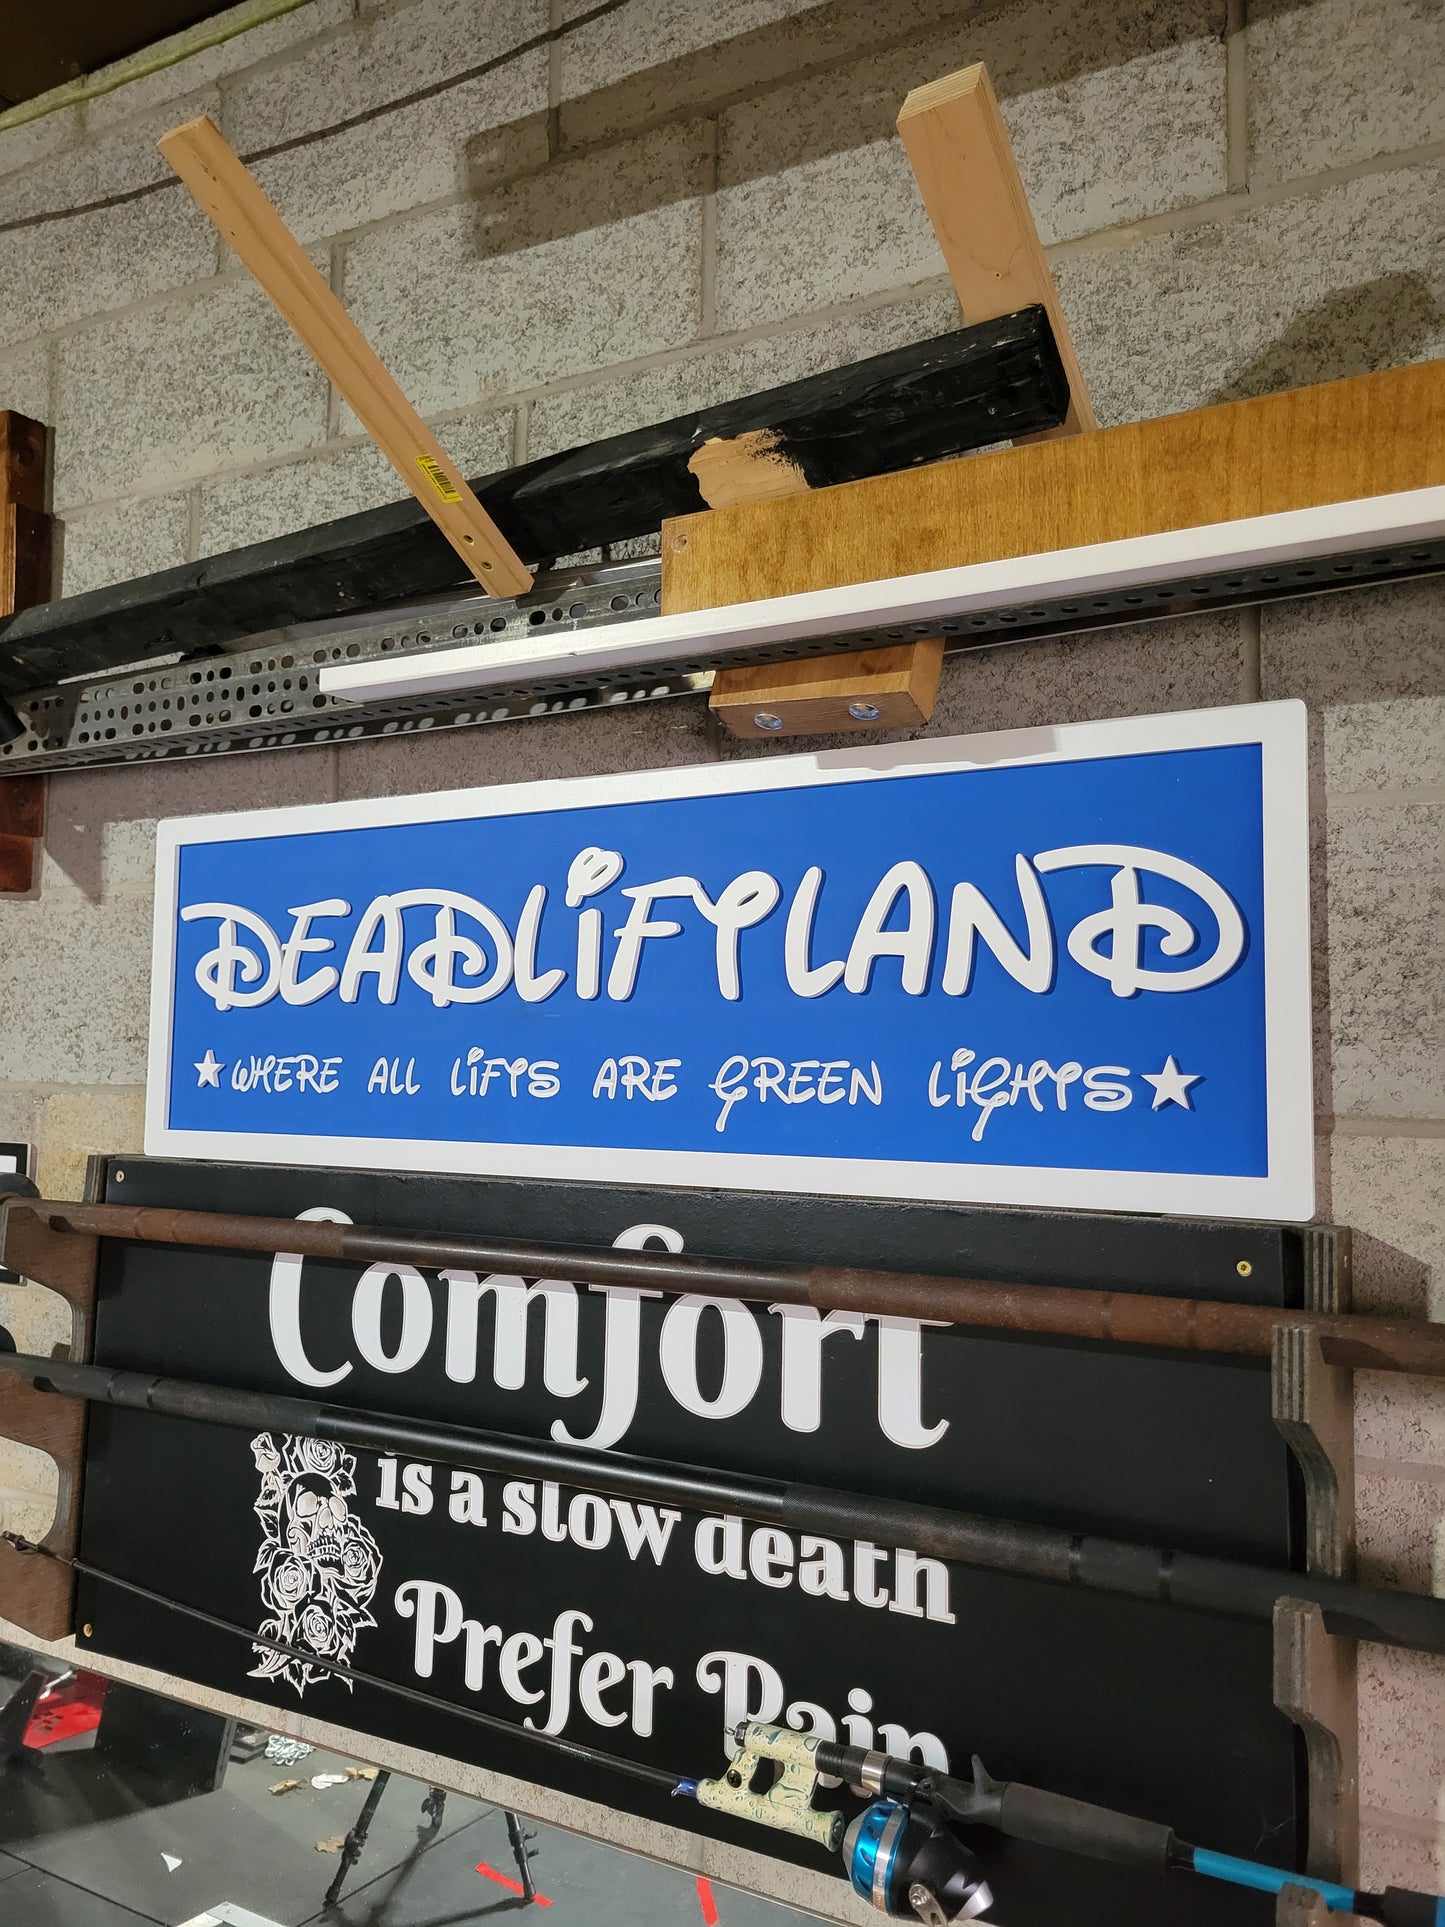 DEADLiFTLAND
★WHERE ALL LiFTS ARE GREEN LiGHTS★
Comfort
is a slow death
Prefer Pain